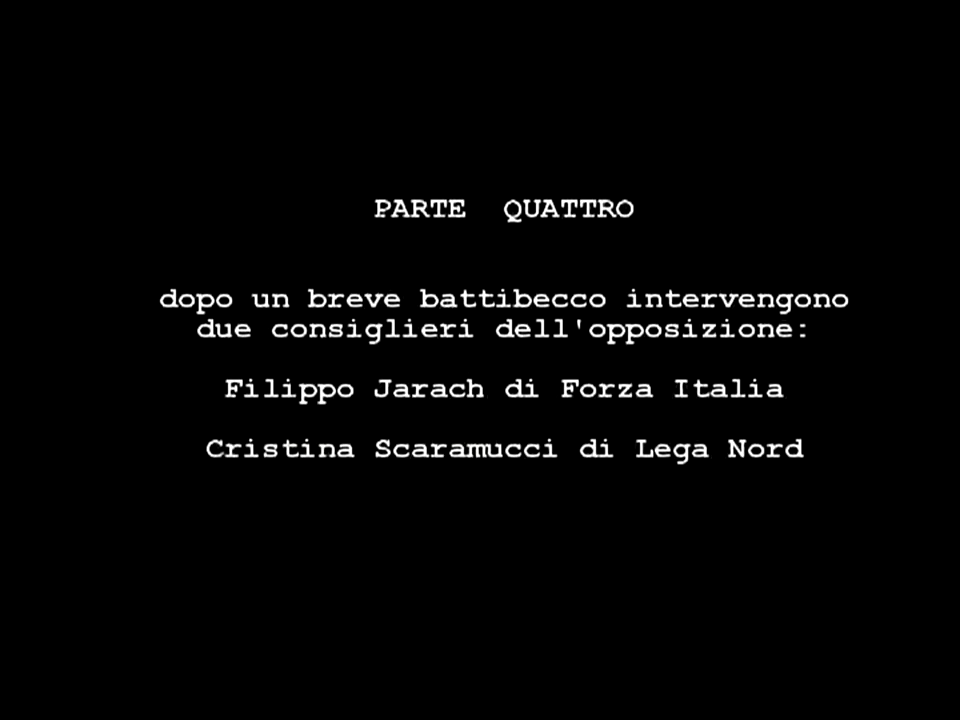 PARTE QUATTRO
dopo un breve battibecco intervengono
due consiglieri dell'opposizione:
Filippo Jarach di Forza Italia
Cristina Scaramucci di Lega Nord